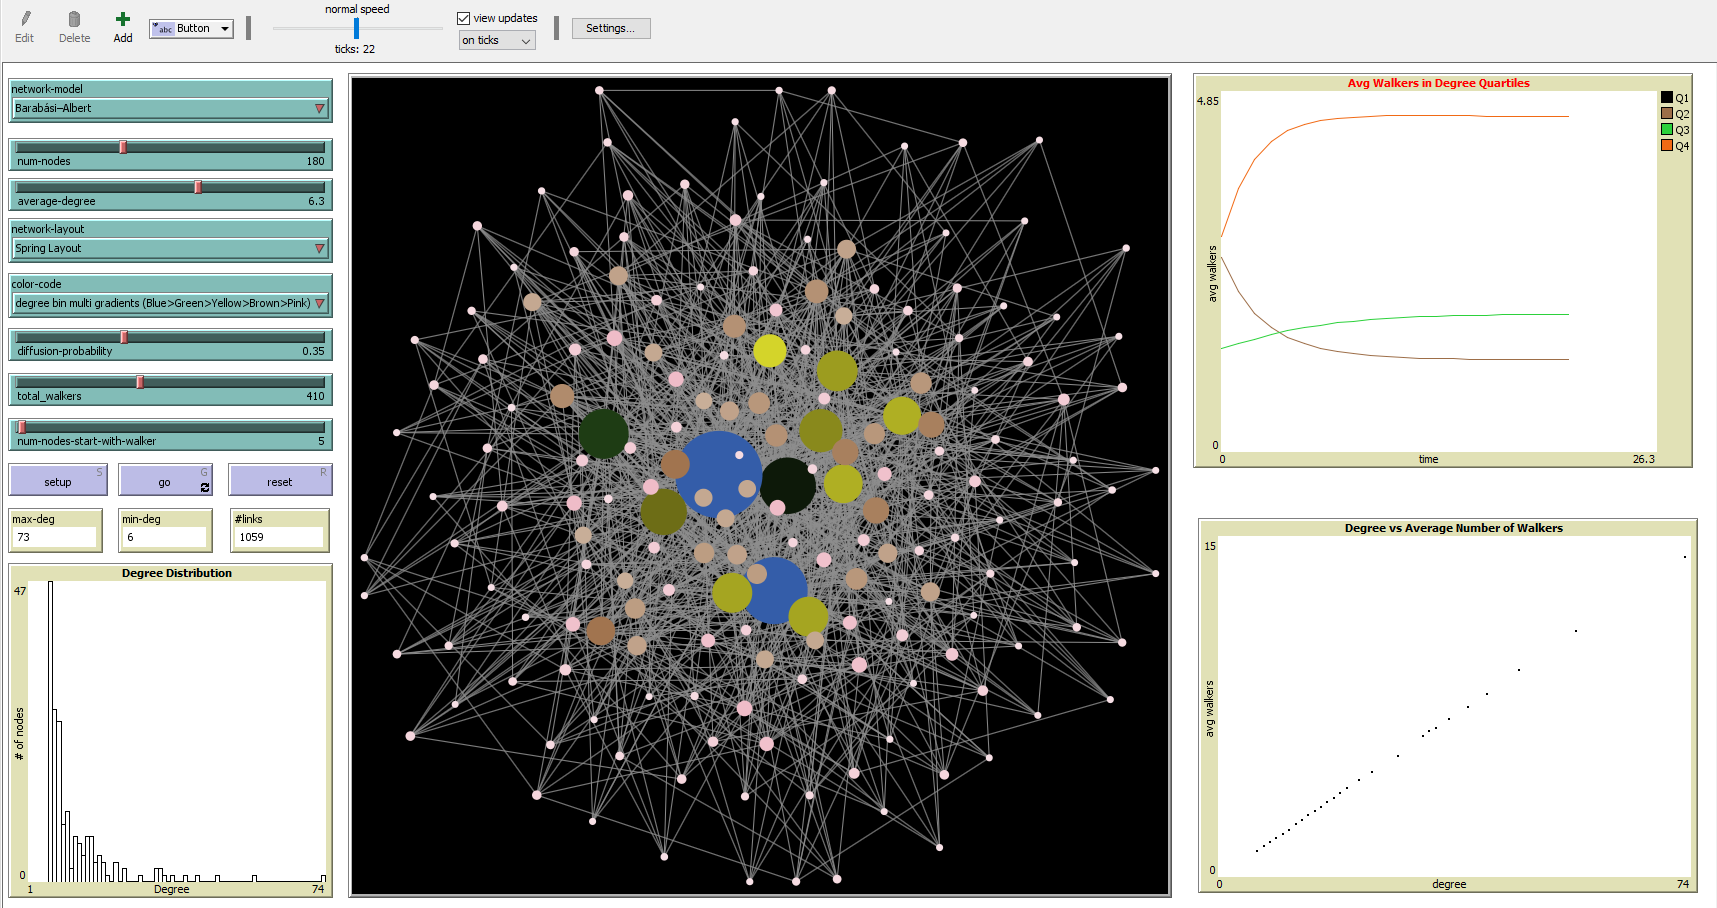 Edit
Delete
Add
abc Button
normal speed
ticks: 22
view updates
on ticks
Settings...
network-model
Barabási–Albert
num-nodes 180
average-degree 6.3
network-layout
Spring Layout
color-code
degree bin multi gradients (Blue>Green>Yellow>Brown>Pink)
diffusion-probability 0.35
total_walkers 410
num-nodes-start-with-walker 5
S
setup
G
go
R
reset
max-deg
73
min-deg
6
#links
1059
Degree Distribution
47
# of nodes
0
1 Degree 74
Avg Walkers in Degree Quartiles
4.85
avg walkers
0
0 time 26.3
Q1
Q2
Q3
Q4
Degree vs Average Number of Walkers
15
avg walkers
0
0 degree 74